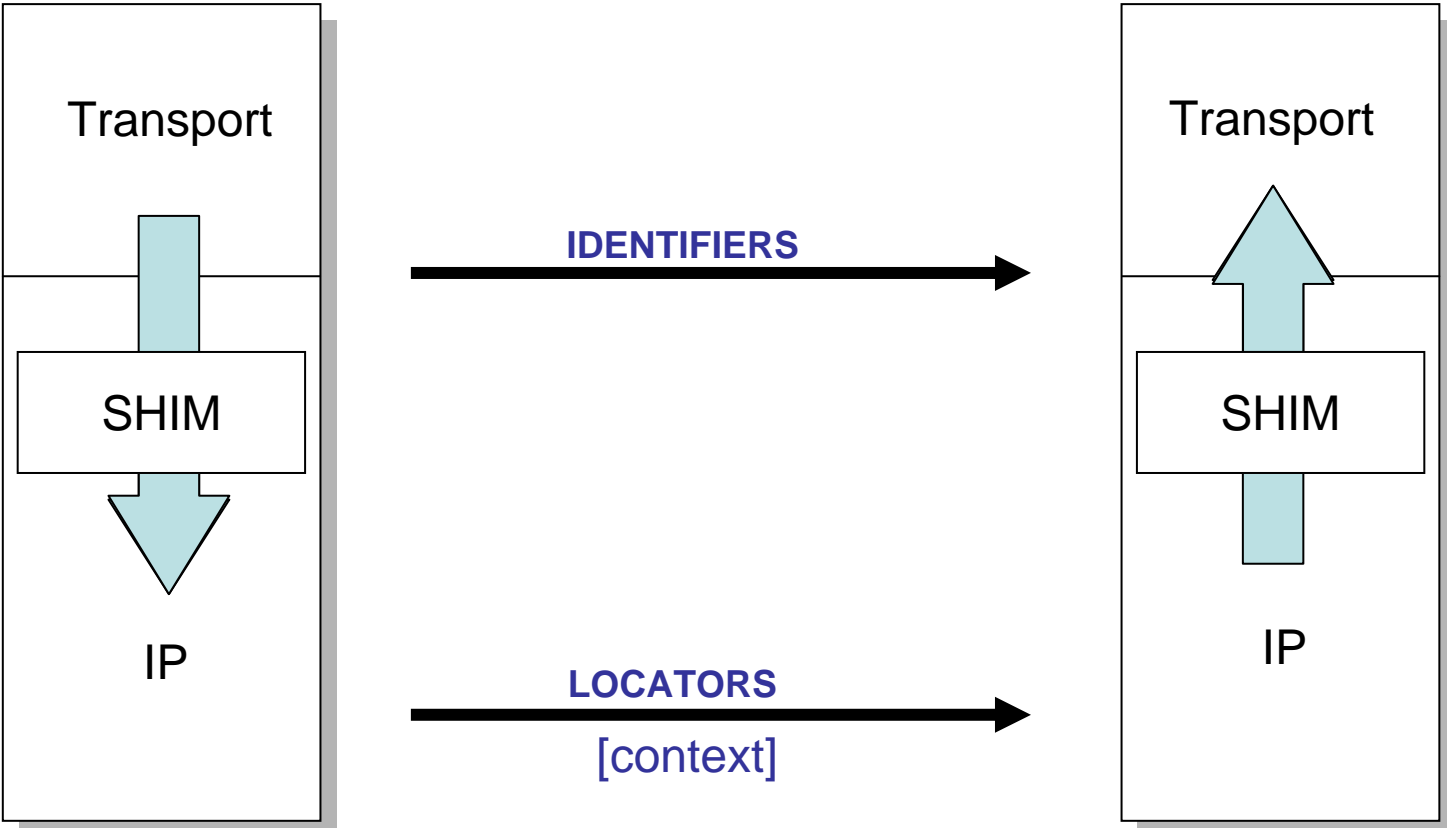 Transport
SHIM
IP
IDENTIFIERS
LOCATORS
[context]
Transport
SHIM
IP